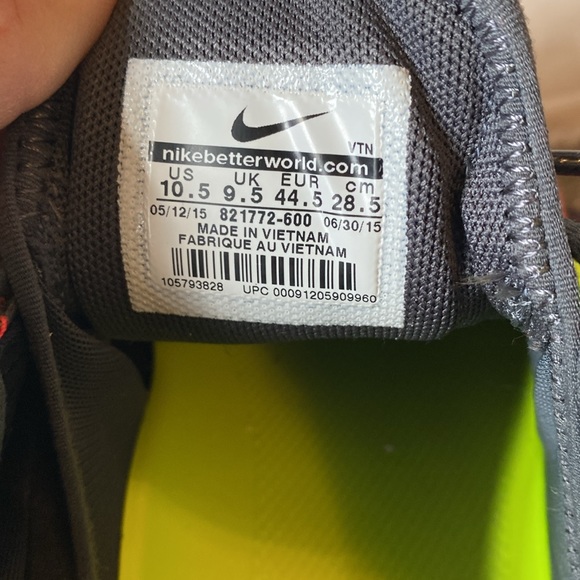 VTN
nikebetterworld.com
US UK EUR cm
10.5 9.5 44.5 28.5
05/12/15 821772-600 06/30/15
MADE IN VIETNAM
FABRIQUE AU VIETNAM
105793828 UPC 00091205909960